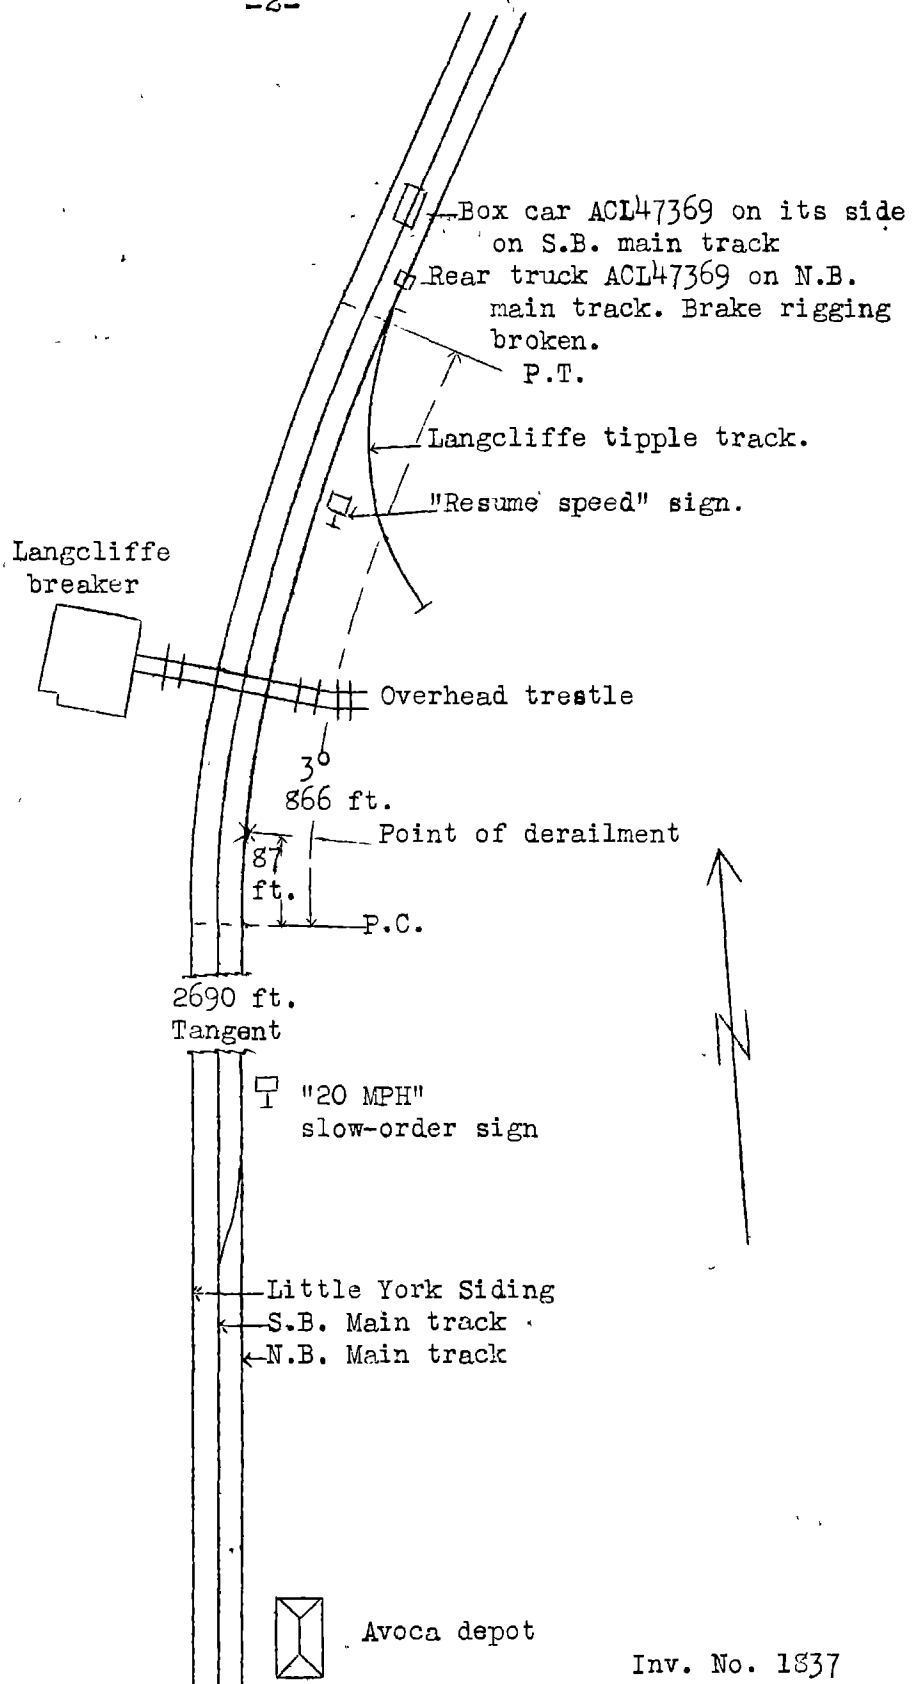 -2-
Box car ACL47369 on its side
on S.B. main track
Rear truck ACL47369 on N.B.
main track. Brake rigging
broken.
P.T.
Langcliffe tipple track.
"Resume speed" sign.
Langcliffe
breaker
Overhead trestle
3°
866 ft.
Point of derailment
87
ft.
P.C.
2690 ft.
Tangent
N
"20 MPH"
slow-order sign
Little York Siding
S.B. Main track
N.B. Main track
Avoca depot
Inv. No. 1837